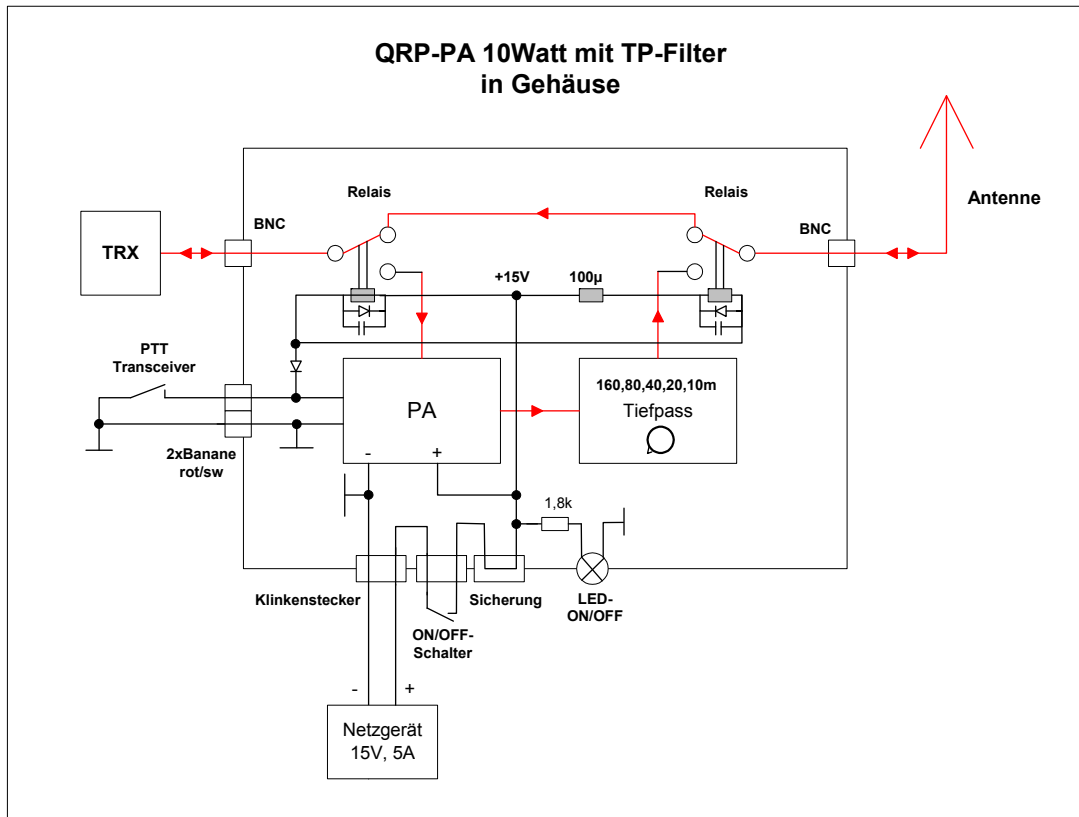 QRP-PA 10Watt mit TP-Filter
in Gehäuse
Relais
Relais
Antenne
BNC
BNC
TRX
+15V
100µ
PTT
Transceiver
160,80,40,20,10m
Tiefpass
PA
2xBanane
rot/sw
-
+
1,8k
Klinkenstecker
Sicherung
LED-
ON/OFF
ON/OFF-
Schalter
-
+
Netzgerät
15V, 5A